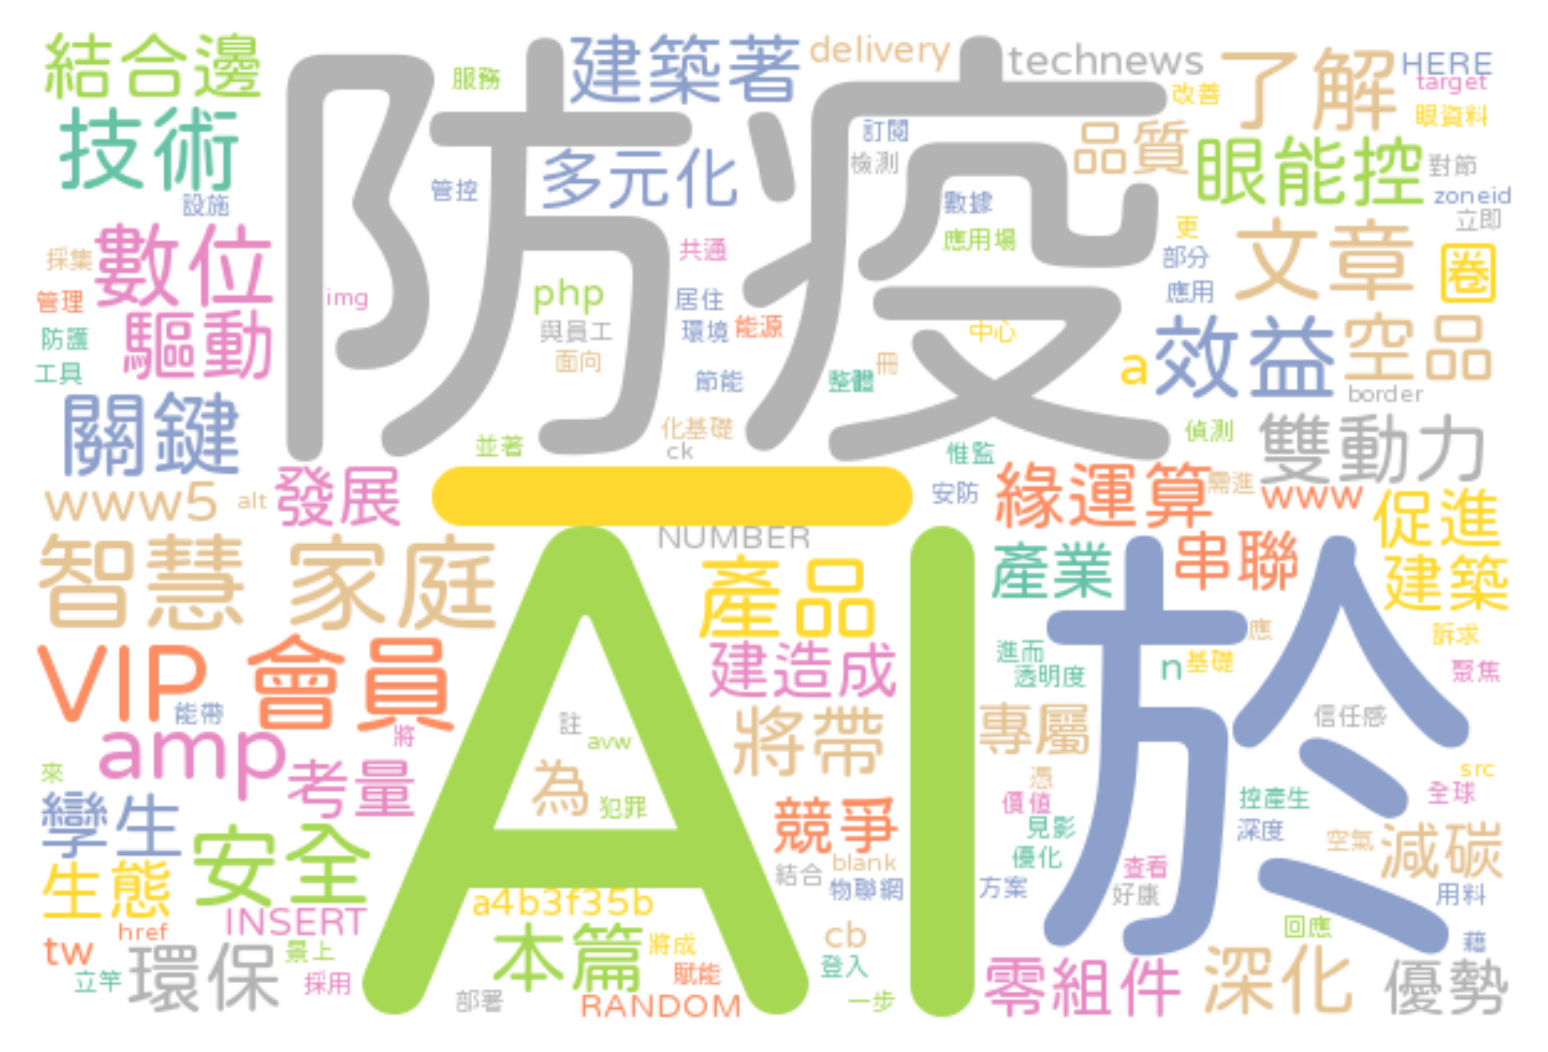 結合邊
服務
建築著
delivery
technews
了解
HERE
target
改善
眼資料
技術
防疫
訂閱
品質
眼能控
檢測
對節
多元化
管控
設施
數據
zoneid
立即
數位
採集
共通
應用場
更
部分
文章
圈
管理
img
php
居住
應用
防護
驅動
與員工
環境
能源
中心
效益
空品
工具
面向
節能
整體
冊
a
border
關鍵
化基礎
並著
ck
惟監
偵測
雙動力
www5
alt
發展
一
安防
緣運算
需進
www
促進
NUMBER
智慧 家庭
AI
產品
產業
於
串聯
建築
VIP 會員
建造成
進而
透明度
n
基礎
應
訴求
聚焦
能帶
amp
將
註
avw
將帶
專屬
信任感
來
考量
為
犯罪
憑
價值
src
全球
孿生
競爭
見影
控產生
深度
安全
結合
blank
優化
查看
空氣
減碳
生態
物聯網
方案
好康
用料
href
INSERT
a4b3f35b
cb
回應
藉
tw
環保
景上
本篇
將成
登入
立竿
採用
賦能
零組件
深化
優勢
部署
RANDOM
一步